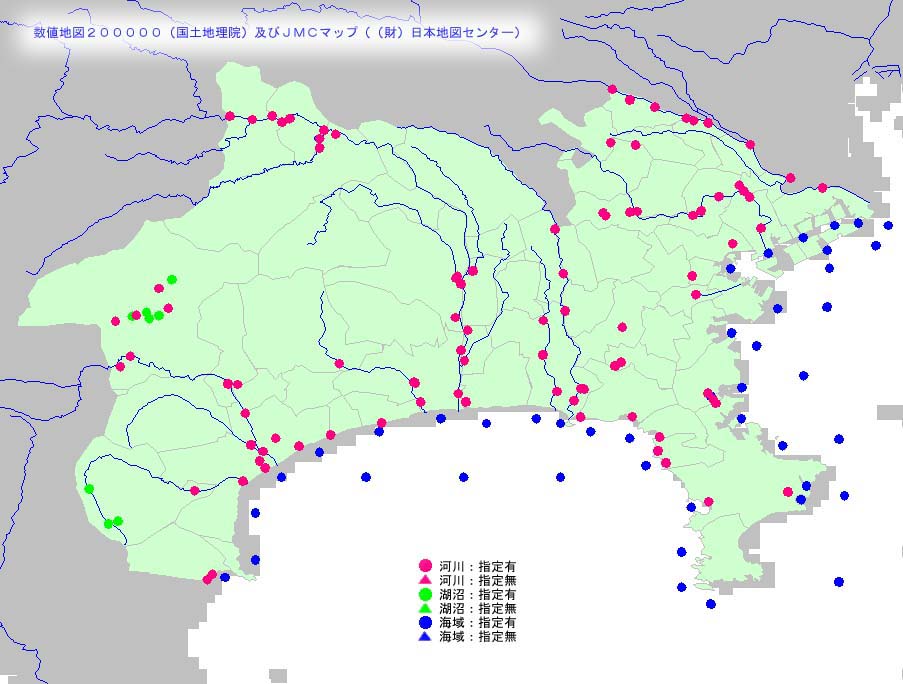 数値地図２０００００（国土地理院）及びＪＭＣマップ（（財）日本地図センター）
河川：指定有
河川：指定無
湖沼：指定有
湖沼：指定無
海域：指定有
海域：指定無